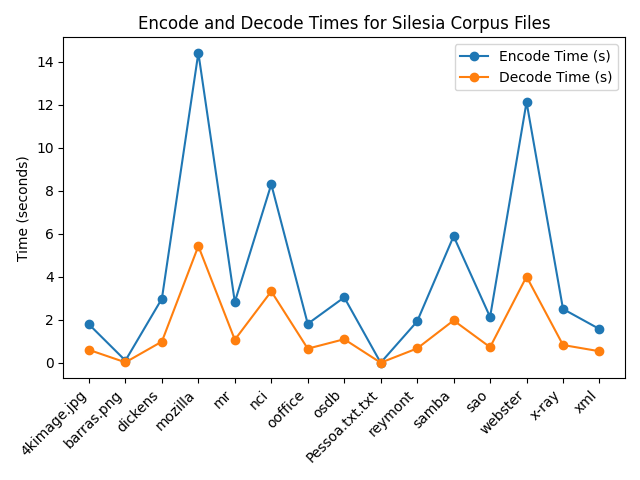 Encode and Decode Times for Silesia Corpus Files
Encode Time (s)
Decode Time (s)
Time (seconds)
14
12
10
8
6
4
2
0
4kimage.jpg
barras.png
dickens
mozilla
mr
nci
ooffice
osdb
Pessoa.txt.txt
reymont
samba
sao
webster
x-ray
xml